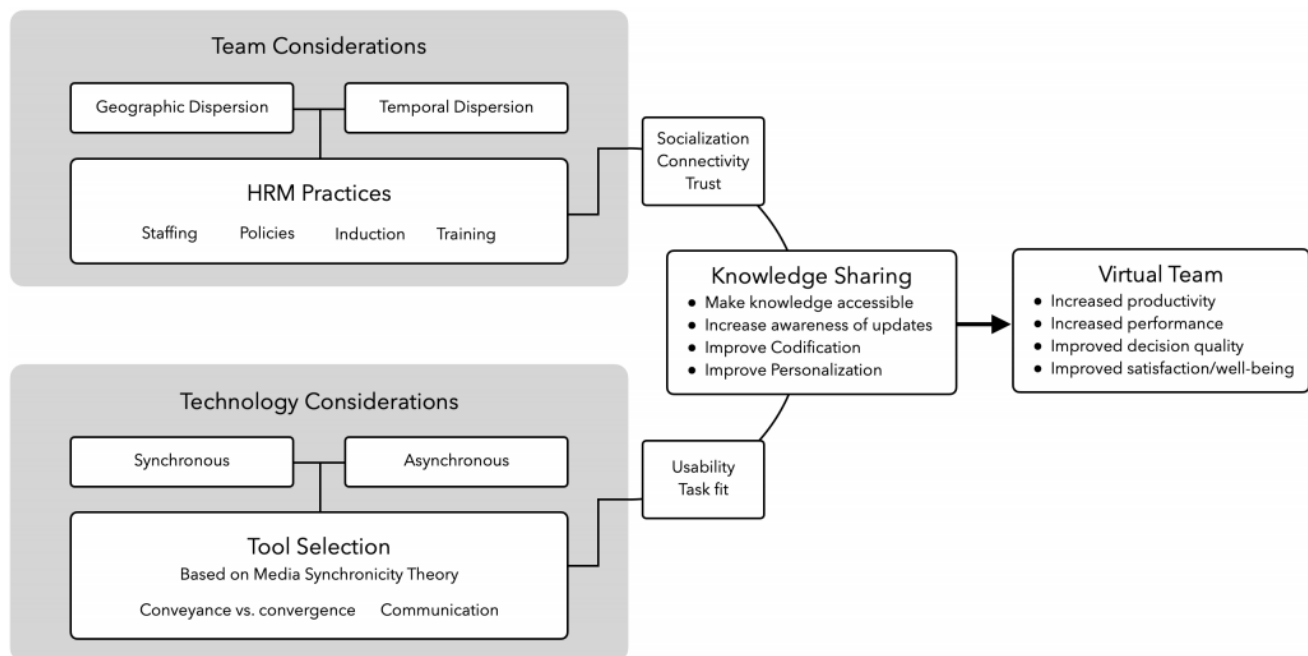 Team Considerations
Geographic Dispersion
Temporal Dispersion
HRM Practices
Staffing Policies Induction Training
Socialization
Connectivity
Trust
Knowledge Sharing
● Make knowledge accessible
● Increase awareness of updates
● Improve Codification
● Improve Personalization
Virtual Team
● Increased productivity
● Increased performance
● Improved decision quality
● Improved satisfaction/well-being
Technology Considerations
Synchronous
Asynchronous
Tool Selection
Based on Media Synchronicity Theory
Conveyance vs. convergence Communication
Usability
Task fit